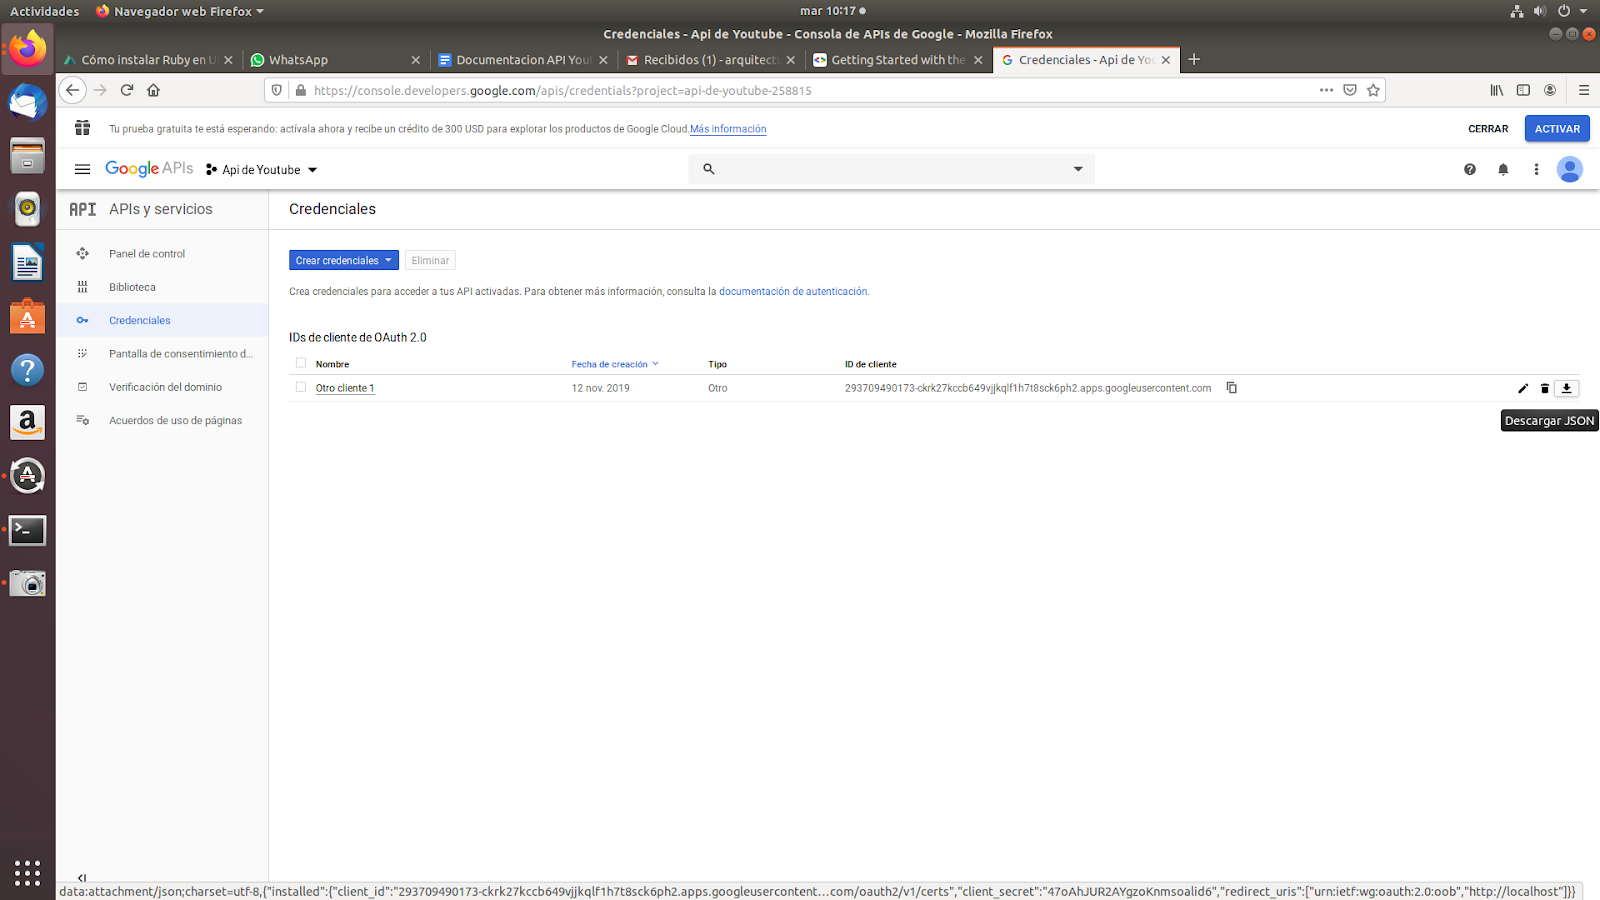 Actividades
Navegador web Firefox
mar 10:17
Credenciales - Api de Youtube - Consola de APIs de Google - Mozilla Firefox
Cómo instalar Ruby en U
WhatsApp
Documentacion API You
Recibidos (1) - arquitect
Getting Started with the
Credenciales - Api de Yo
https://console.developers.google.com/apis/credentials?project=api-de-youtube-258815
Tu prueba gratuita te está esperando: actívala ahora y recibe un crédito de 300 USD para explorar los productos de Google Cloud.Más información
CERRAR
ACTIVAR
Google APIs
Api de Youtube
API
APIs y servicios
Credenciales
Panel de control
Biblioteca
Credenciales
Pantalla de consentimiento d...
Verificación del dominio
Acuerdos de uso de páginas
Crear credenciales
Eliminar
Crea credenciales para acceder a tus API activadas. Para obtener más información, consulta la documentación de autenticación.
IDs de cliente de OAuth 2.0
Nombre
Fecha de creación
Tipo
ID de cliente
Otro cliente 1
12 nov. 2019
Otro
293709490173-ckrk27kccb649vjjkqlf1h7t8sck6ph2.apps.googleusercontent.com
Descargar JSON
data:attachment/json;charset=utf-8,{"installed":{"client_id":"293709490173-ckrk27kccb649vjjkqlf1h7t8sck6ph2.apps.googleusercontent…com/oauth2/v1/certs","client_secret":"47oAhJUR2AYgzoKnmsoalid6","redirect_uris":["urn:ietf:wg:oauth:2.0:oob","http://localhost"]}}